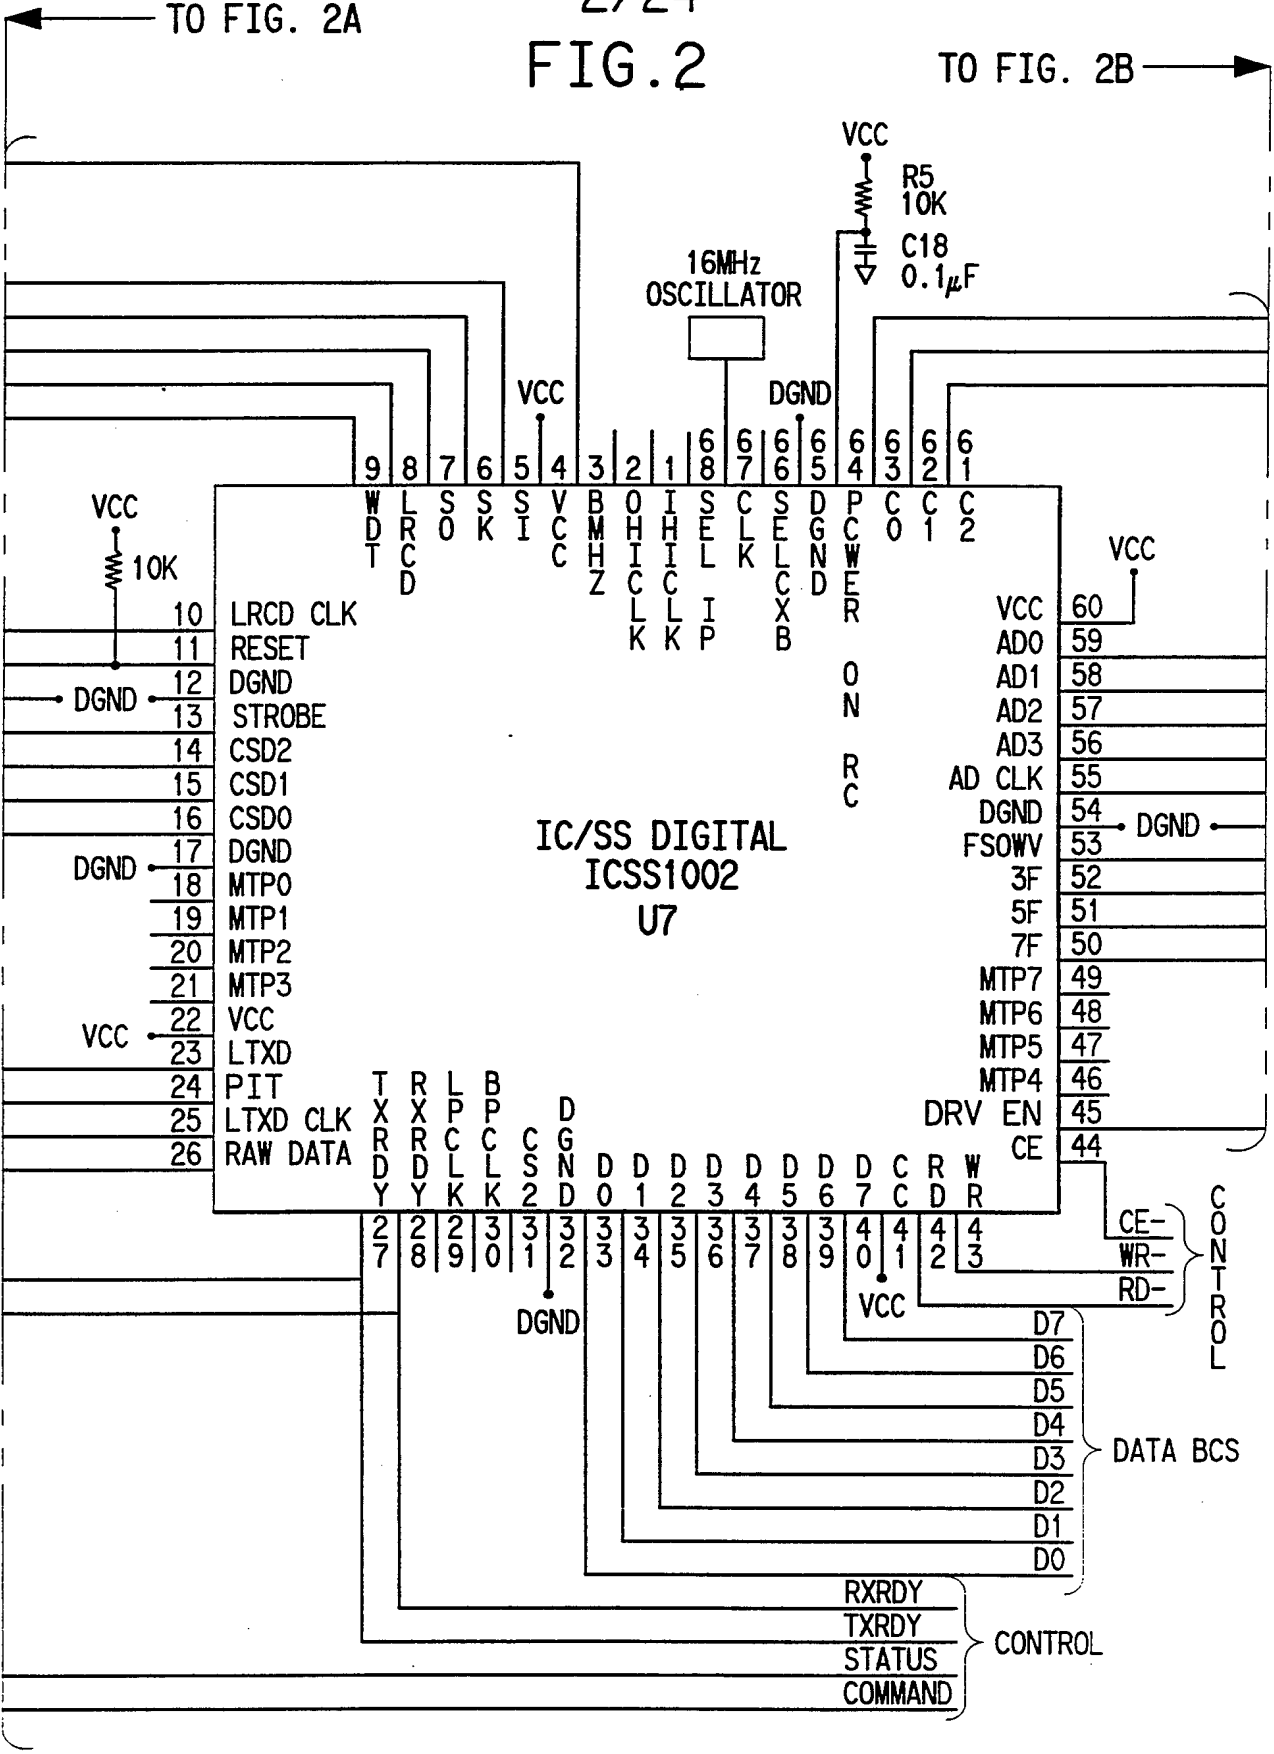 2/24
TO FIG. 2A
FIG.2
TO FIG. 2B
VCC
R5
10K
C18
0.1µF
16MHz
OSCILLATOR
VCC
DGND
9 8 7 6 5 4 3 2 1 68 67 66 65 64 63 62 61
WDT
LRCD
SO
SK
SI
VCC
BMHZ
OHICLK
IHICLK
SEL IP
CLK
SELCXB
DGND
PCWER ON RC
C0
C1
C2
VCC
10K
10 LRCD CLK
11 RESET
12 DGND
DGND
13 STROBE
14 CSD2
15 CSD1
16 CSD0
17 DGND
DGND
18 MTP0
19 MTP1
20 MTP2
21 MTP3
22 VCC
VCC
23 LTXD
24 PIT
25 LTXD CLK
26 RAW DATA
IC/SS DIGITAL
ICSS1002
U7
VCC
VCC 60
AD0 59
AD1 58
AD2 57
AD3 56
AD CLK 55
DGND 54
DGND
FSOWV 53
3F 52
5F 51
7F 50
MTP7 49
MTP6 48
MTP5 47
MTP4 46
DRV EN 45
CE 44
TXRDY
RXRDY
LPCLK
BPCLK
CS2
DGND
D0
D1
D2
D3
D4
D5
D6
D7
CC
RD
WR
27 28 29 30 31 32 33 34 35 36 37 38 39 40 41 42 43
DGND
VCC
CE-
WR-
RD-
CONTROL
D7
D6
D5
D4
D3
D2
D1
D0
DATA BCS
RXRDY
TXRDY
STATUS
COMMAND
CONTROL